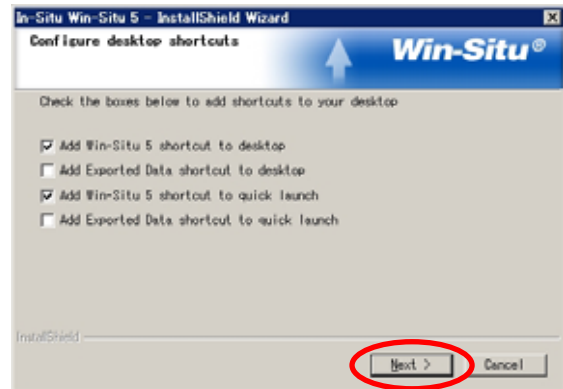 In-Situ Win-Situ 5 - InstallShield Wizard
Configure desktop shortcuts
Win-Situ®
Check the boxes below to add shortcuts to your desktop
Add Win-Situ 5 shortcut to desktop
Add Exported Data shortcut to desktop
Add Win-Situ 5 shortcut to quick launch
Add Exported Data shortcut to quick launch
InstallShield
Next >
Cancel